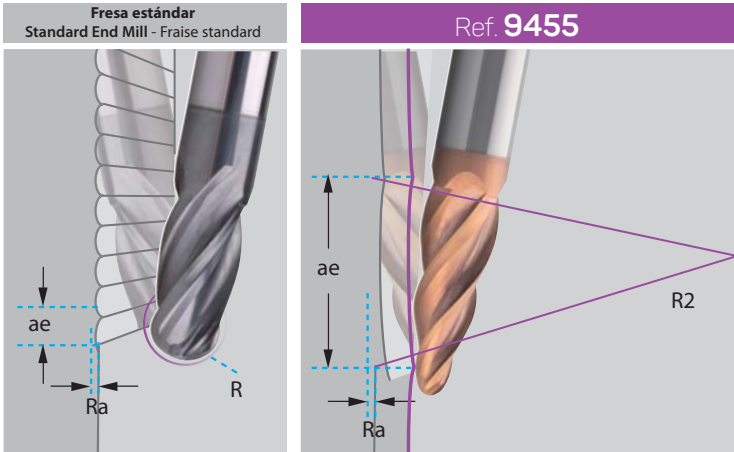 Fresa estándar
Standard End Mill - Fraise standard
Ref. 9455
ae
Ra
R
ae
R2
Ra